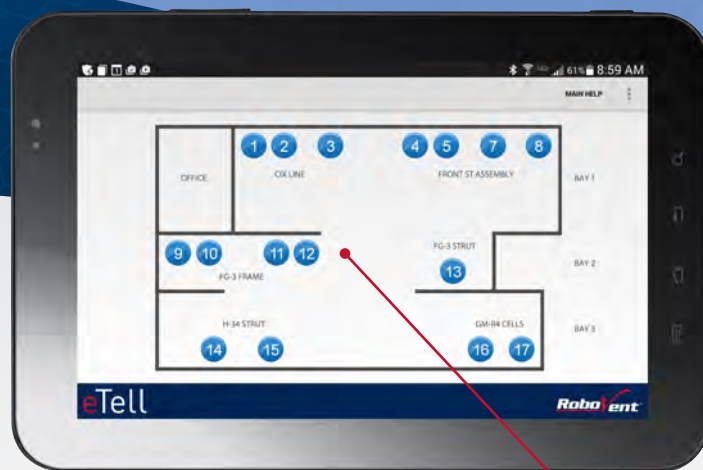 61% 8:59 AM
MAIN HELP
1 2 3 4 5 7 8
OFFICE CIX LINE FRONT ST ASSEMBLY BAY 1
9 10 11 12 FG-3 STRUT
FG-3 FRAME 13 BAY 2
H-34 STRUT GM-84 CELLS BAY 3
14 15 16 17
eTell RoboVent